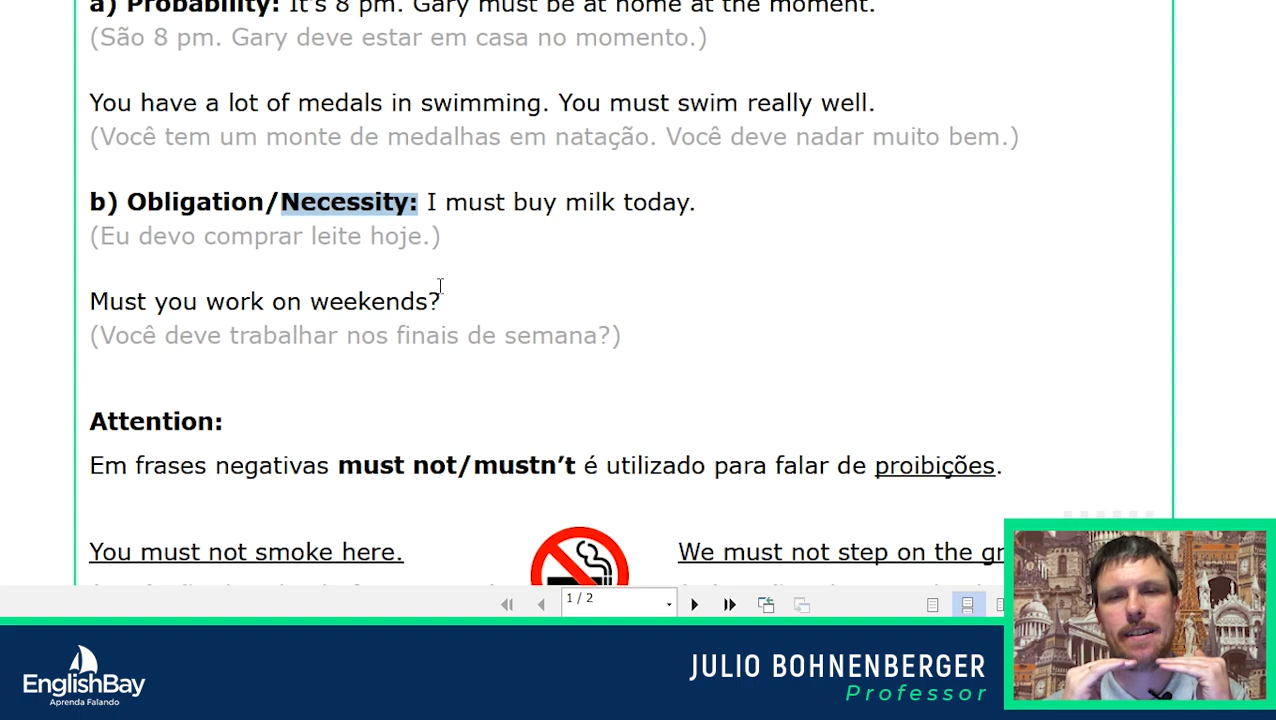 a) Probability: It's 8 pm. Gary must be at home at the moment.
(São 8 pm. Gary deve estar em casa no momento.)
You have a lot of medals in swimming. You must swim really well.
(Você tem um monte de medalhas em natação. Você deve nadar muito bem.)
b) Obligation/Necessity: I must buy milk today.
(Eu devo comprar leite hoje.)
Must you work on weekends?
(Você deve trabalhar nos finais de semana?)
Attention:
Em frases negativas must not/mustn't é utilizado para falar de proibições.
You must not smoke here. We must not step on the gr
1 / 2
JULIO BOHNENBERGER
Professor
EnglishBay
Aprenda Falando